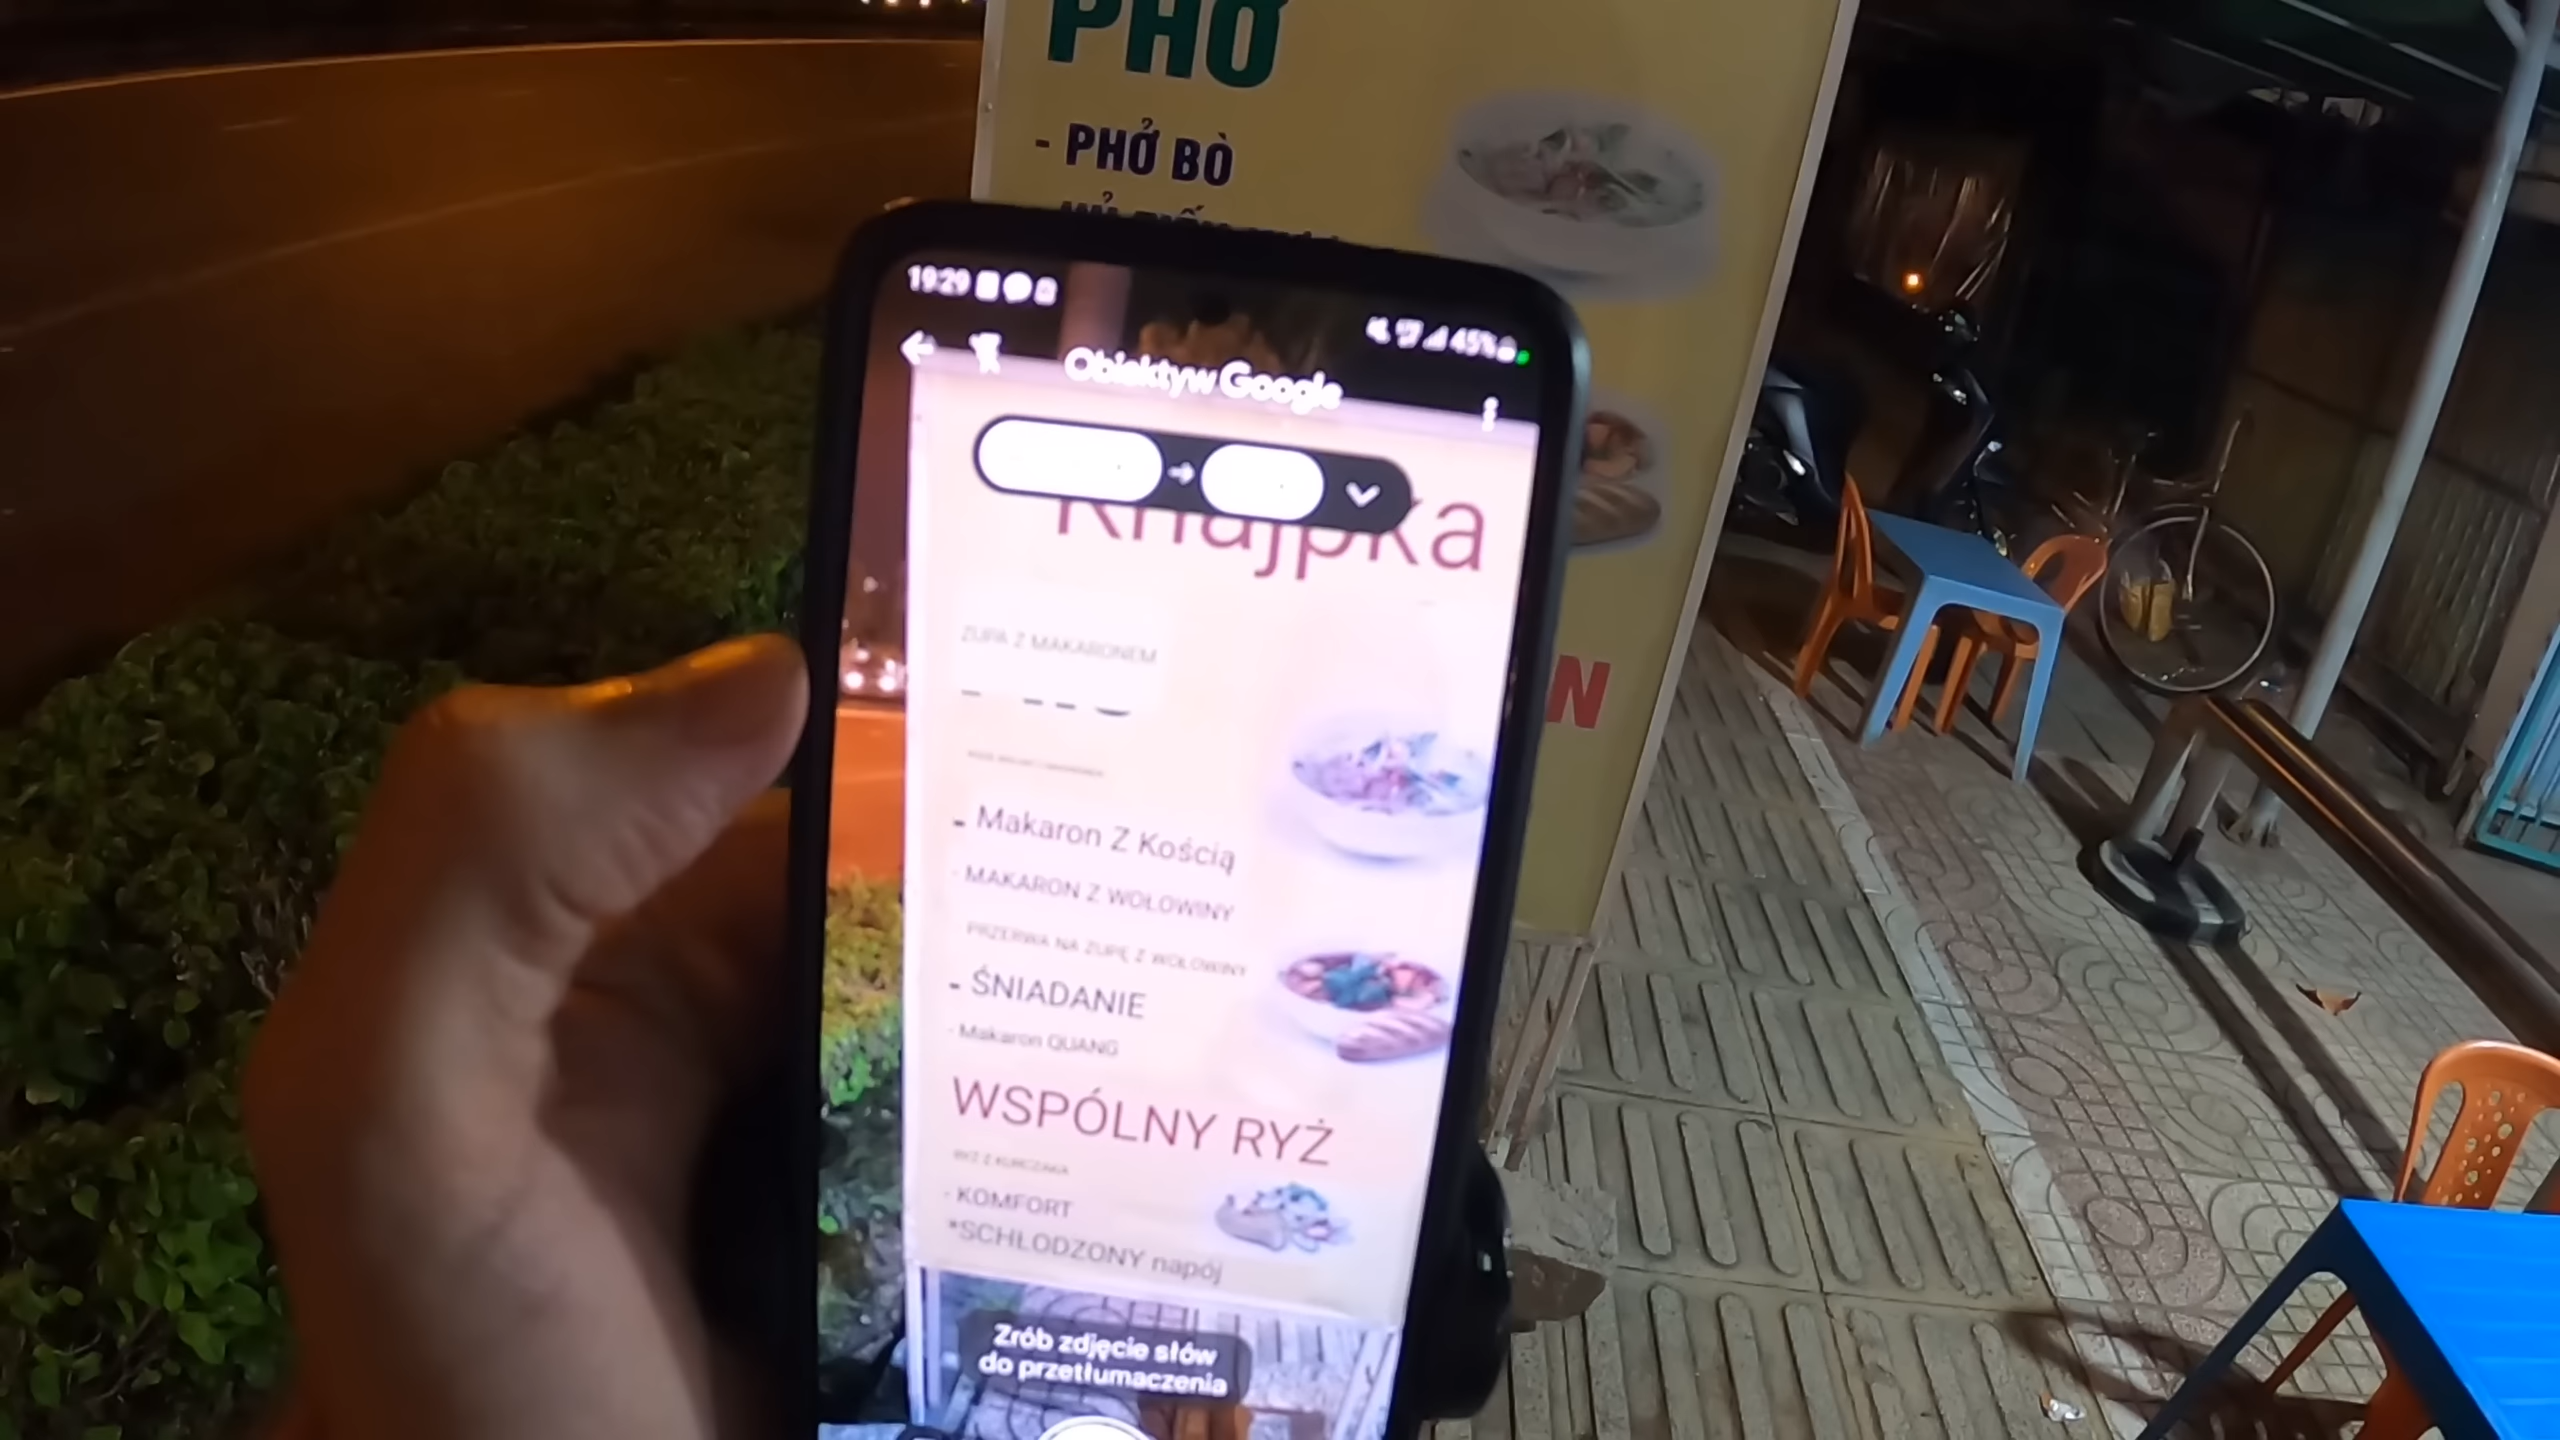 PHỞ
- PHỞ BÒ
19:29
45%
Obiektyw Google
Knajpka
ZUPA Z MAKARONEM
- Makaron Z Kością
- MAKARON Z WOŁOWINY
PRZERWA NA ZUPĘ Z WOŁOWINY
- ŚNIADANIE
- Makaron QUANG
WSPÓLNY RYŻ
RYŻ Z KURCZAKA
- KOMFORT
*SCHŁODZONY napój
Zrób zdjęcie słów
do przetłumaczenia
N